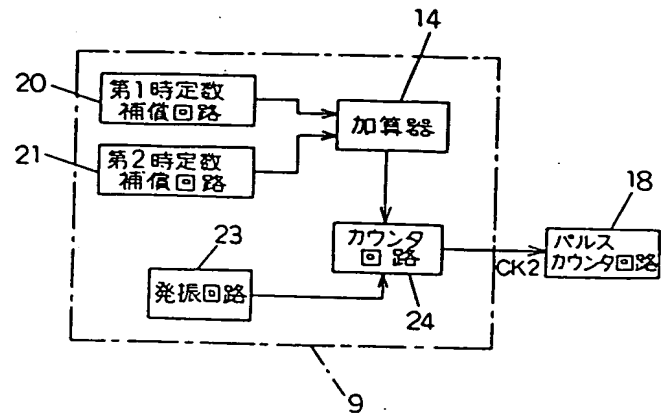 14
20
第1時定数
補償回路
加算器
21
第2時定数
補償回路
18
カウンタ
回路
パルス
カウンタ回路
CK2
23
発振回路
24
9